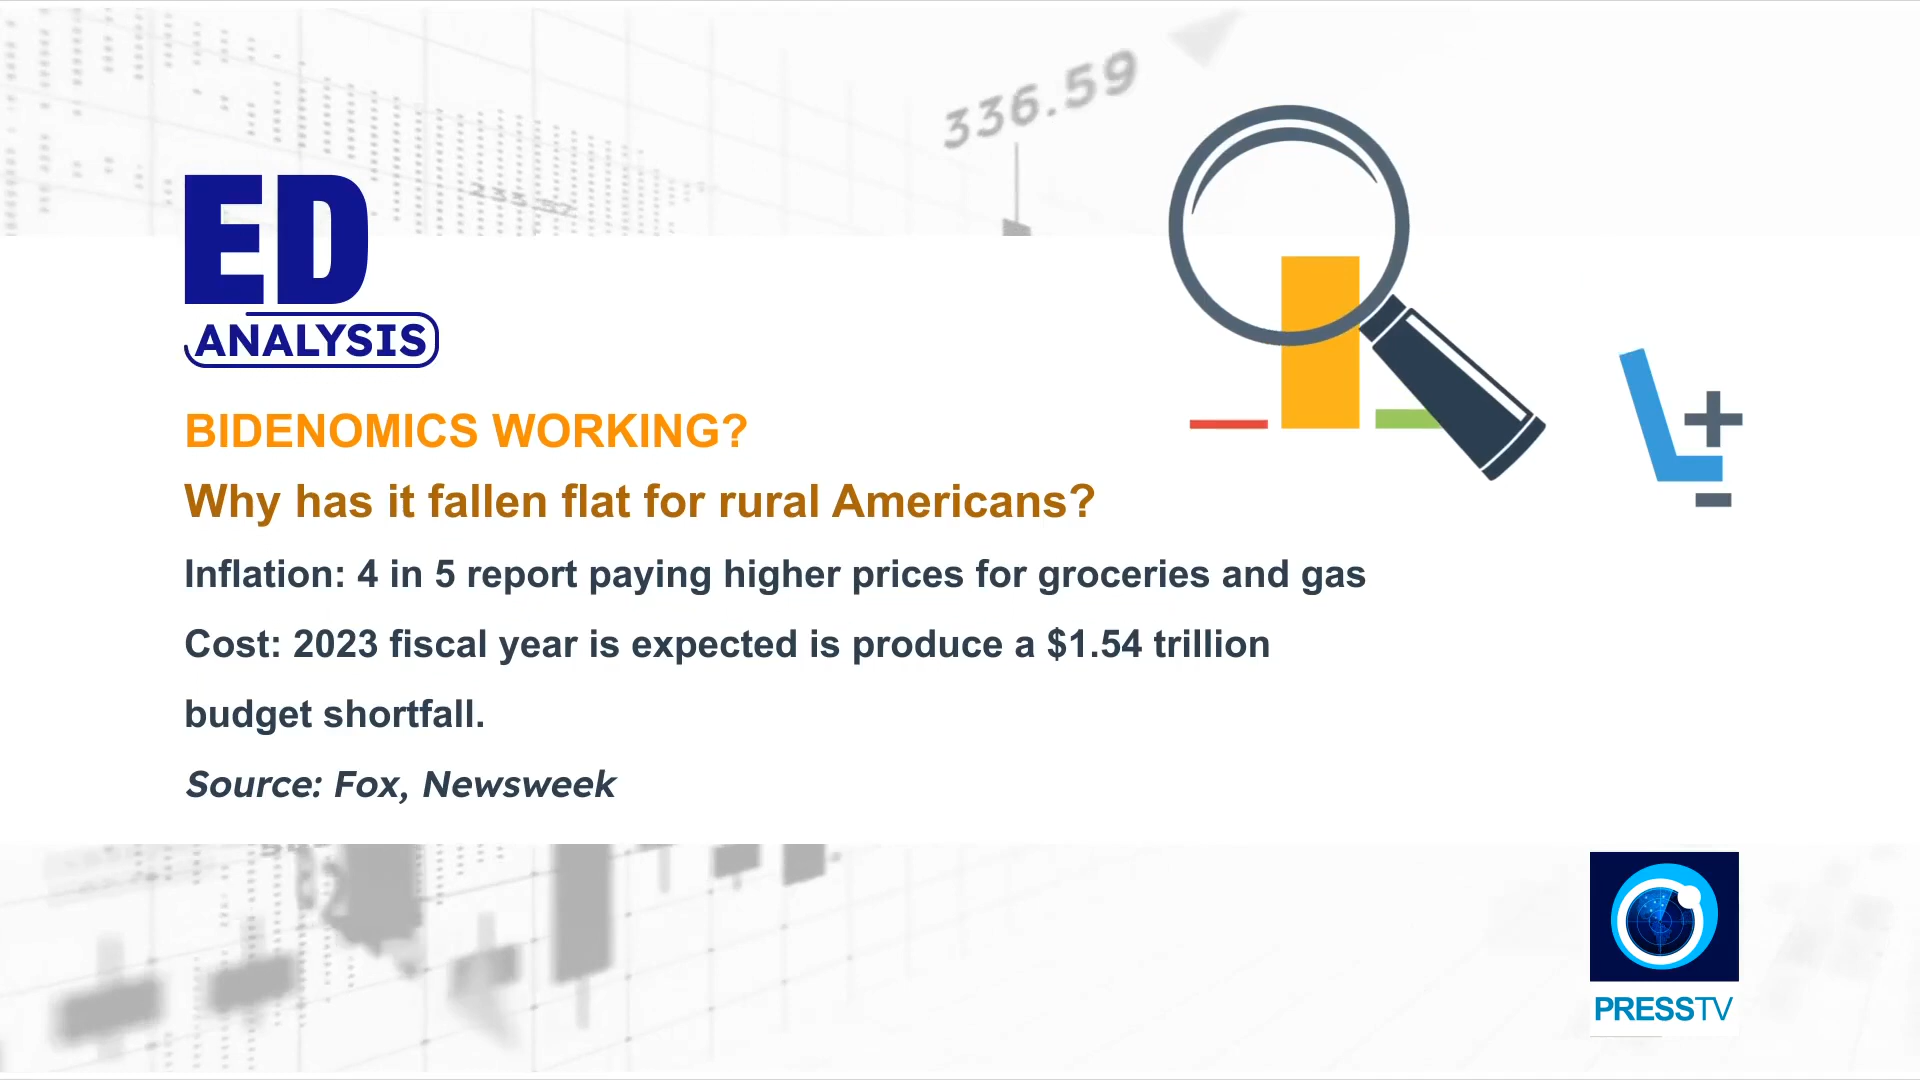 336.59
233.52
ED
ANALYSIS
BIDENOMICS WORKING?
Why has it fallen flat for rural Americans?
Inflation: 4 in 5 report paying higher prices for groceries and gas
Cost: 2023 fiscal year is expected is produce a $1.54 trillion
budget shortfall.
Source: Fox, Newsweek
PRESSTV